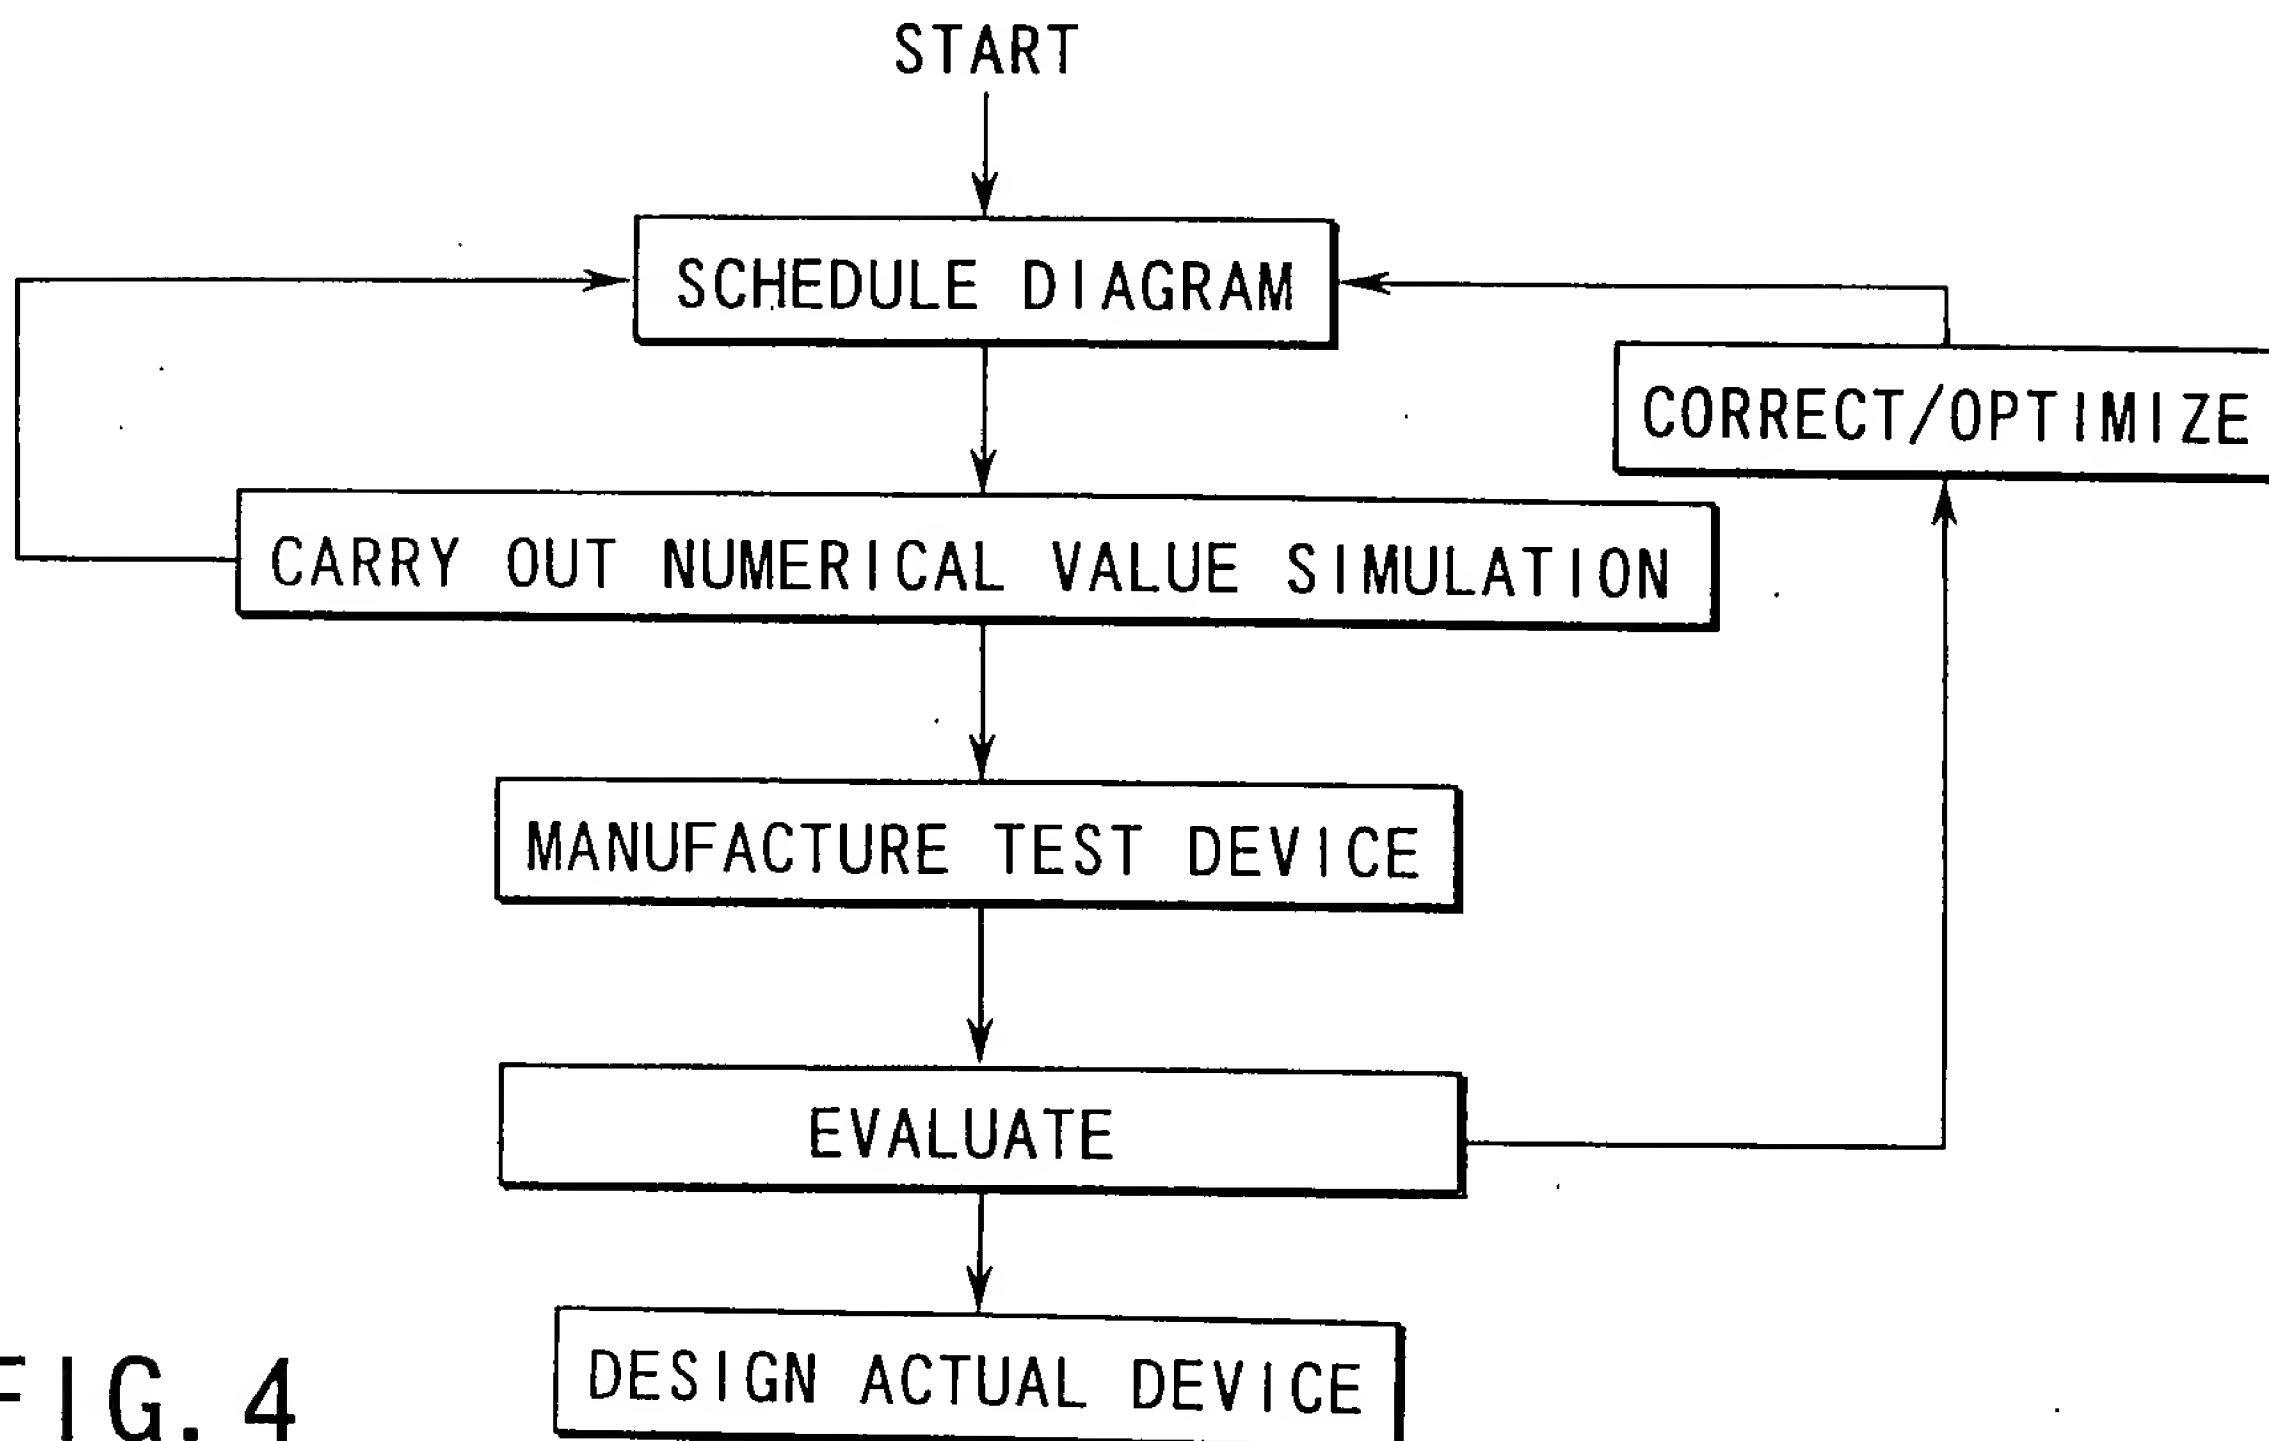 START
SCHEDULE DIAGRAM
CORRECT/OPTIMIZE
CARRY OUT NUMERICAL VALUE SIMULATION
MANUFACTURE TEST DEVICE
EVALUATE
DESIGN ACTUAL DEVICE
FIG. 4